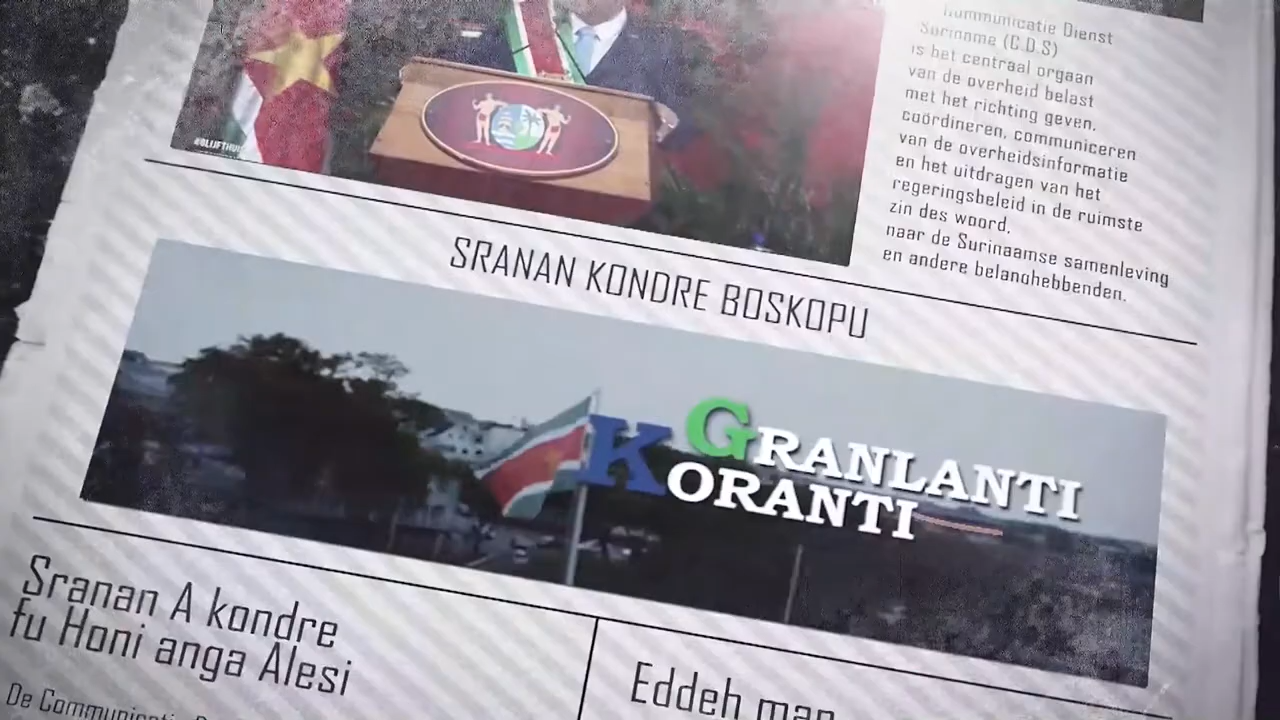 Kommunicatie Dienst
Suriname (C.D.S)
is het centraal orgaan
van de overheid belast
met het richting geven,
coördineren, communiceren
van de overheidsinformatie
en het uitdragen van het
regeringsbeleid in de ruimste
zin des woord,
naar de Surinaamse samenleving
en andere belanghebbenden.
SRANAN KONDRE BOSKOPU
GRANLANTI
KORANTI
Sranan A kondre
fu Honi anga Alesi
De
Eddeh man